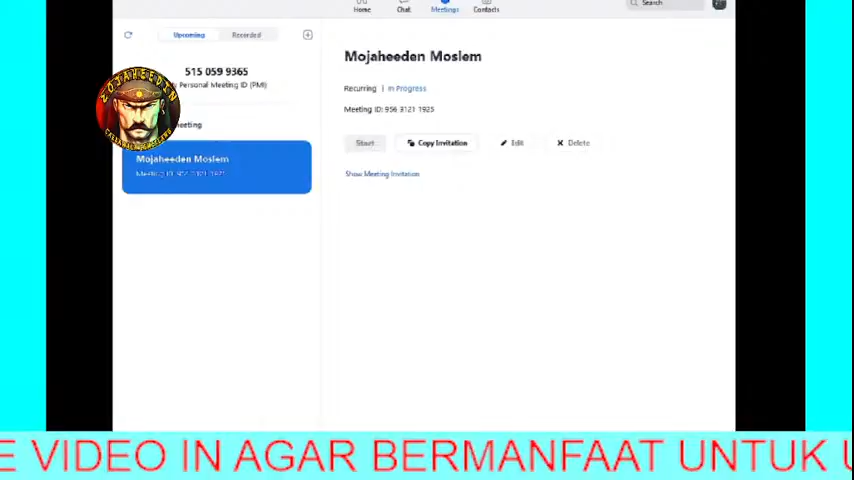 Home Chat Meetings Contacts
Search
Upcoming Recorded
515 059 9365
Personal Meeting ID (PMI)
MOJAHEEDIN
Mojaheeden Moslem
Mojaheeden Moslem
Recurring | In Progress
Meeting ID: 956 3121 1925
Start Copy Invitation Edit Delete
Show Meeting Invitation
E VIDEO IN AGAR BERMANFAAT UNTUK U